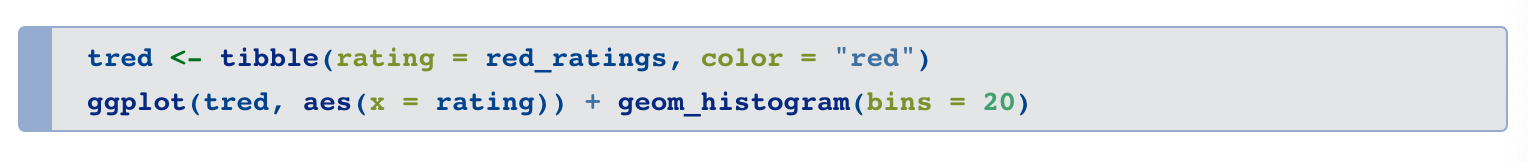 tred <- tibble(rating = red_ratings, color = "red")
ggplot(tred, aes(x = rating)) + geom_histogram(bins = 20)